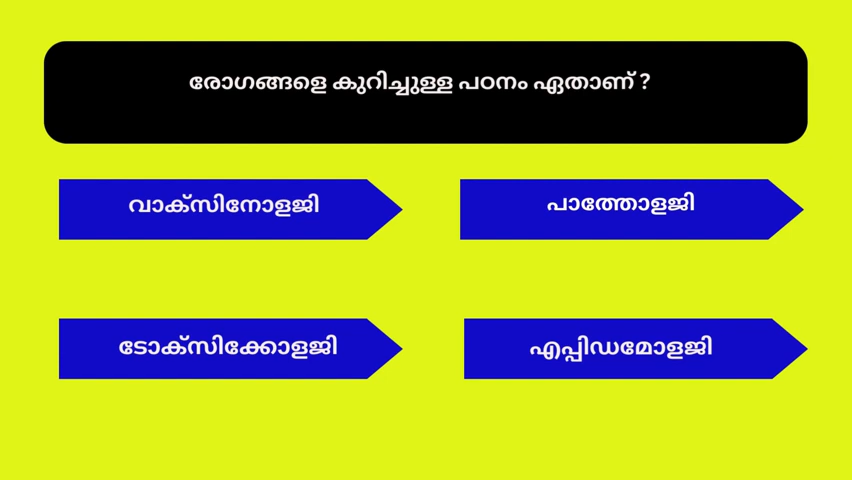 രോഗങ്ങളെ കുറിച്ചുള്ള പഠനം ഏതാണ് ?
വാക്സിനോളജി
പാത്തോളജി
ടോക്സിക്കോളജി
എപ്പിഡമോളജി